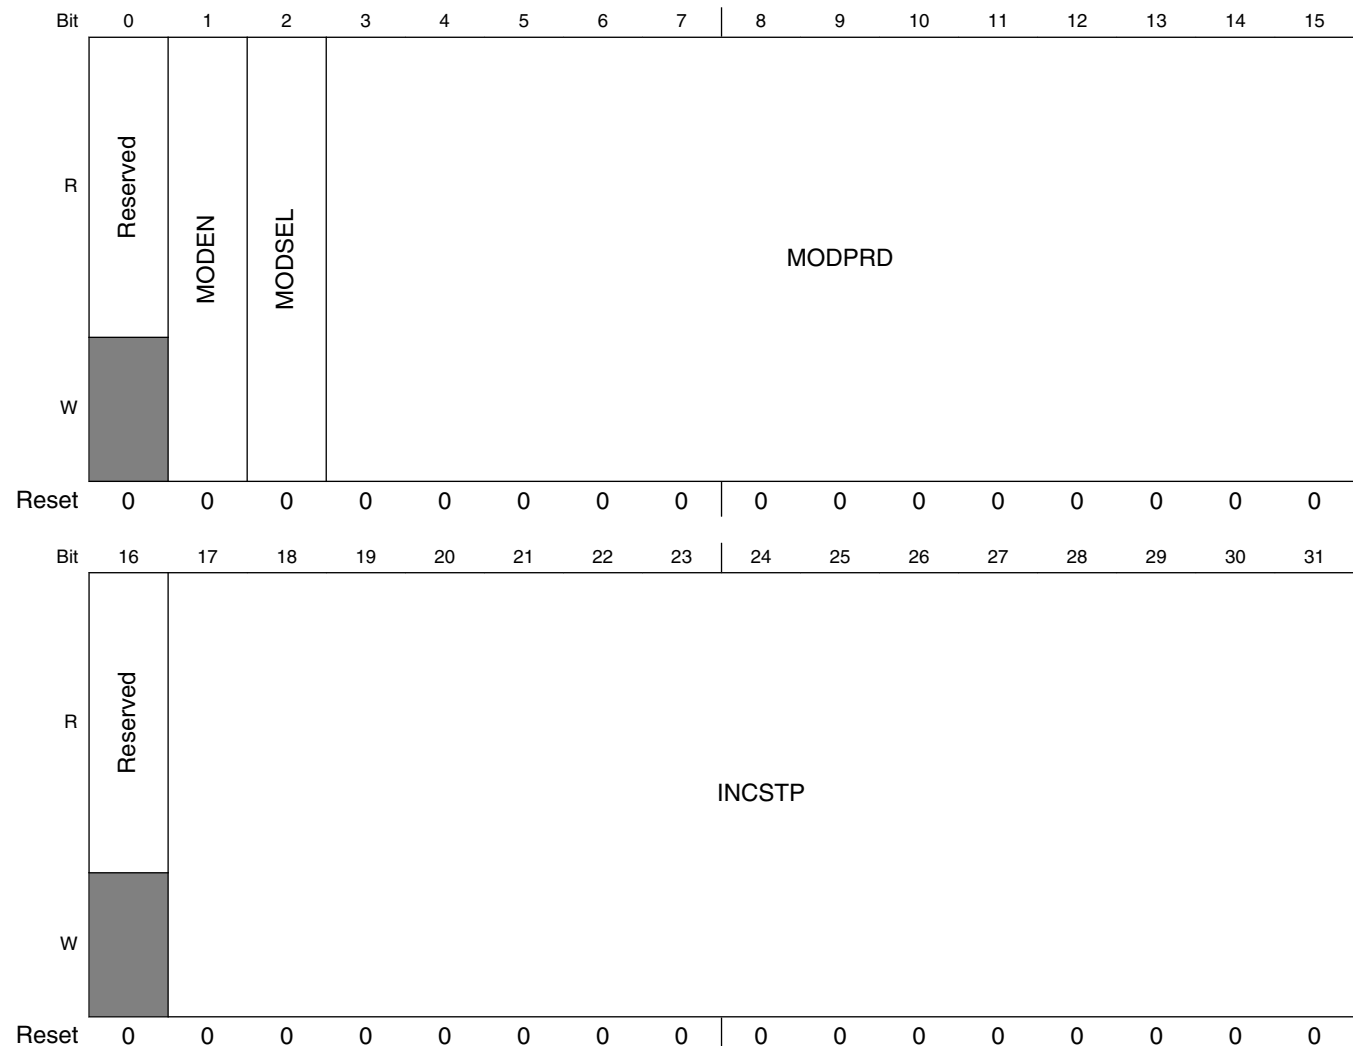 Bit 0 1 2 3 4 5 6 7 8 9 10 11 12 13 14 15
R Reserved MODEN MODSEL MODPRD
W
Reset 0 0 0 0 0 0 0 0 0 0 0 0 0 0 0 0
Bit 16 17 18 19 20 21 22 23 24 25 26 27 28 29 30 31
R Reserved INCSTP
W
Reset 0 0 0 0 0 0 0 0 0 0 0 0 0 0 0 0